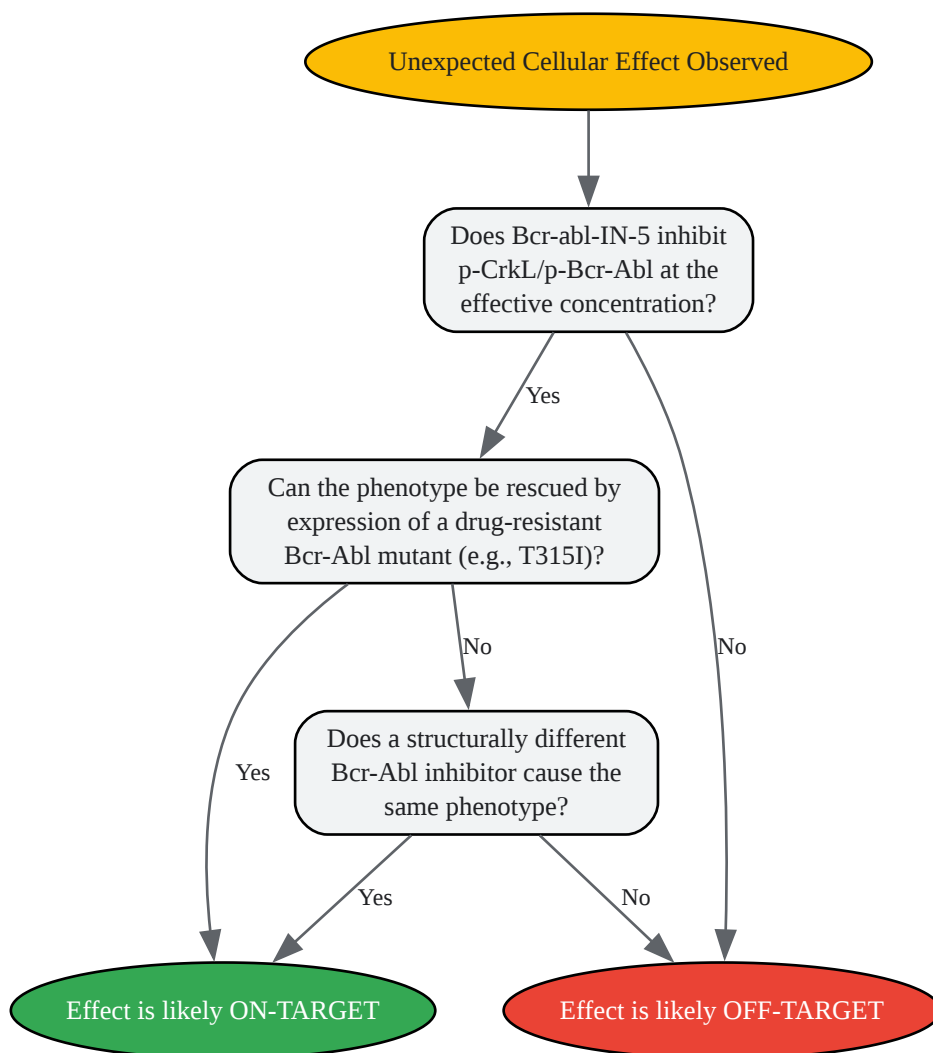 Unexpected Cellular Effect Observed
Does Bcr-abl-IN-5 inhibit
p-CrkL/p-Bcr-Abl at the
effective concentration?
Yes
Can the phenotype be rescued by
expression of a drug-resistant
Bcr-Abl mutant (e.g., T315I)?
No
No
Does a structurally different
Bcr-Abl inhibitor cause the
same phenotype?
Yes
Yes
No
Effect is likely ON-TARGET
Effect is likely OFF-TARGET